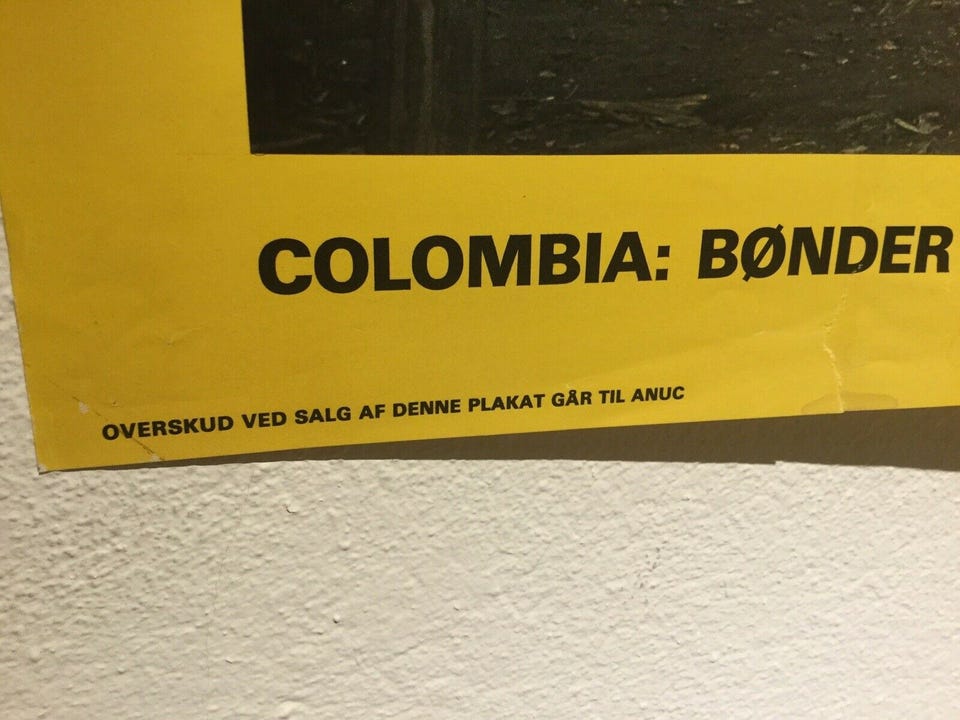 COLOMBIA: BØNDER
OVERSKUD VED SALG AF DENNE PLAKAT GÅR TIL ANUC